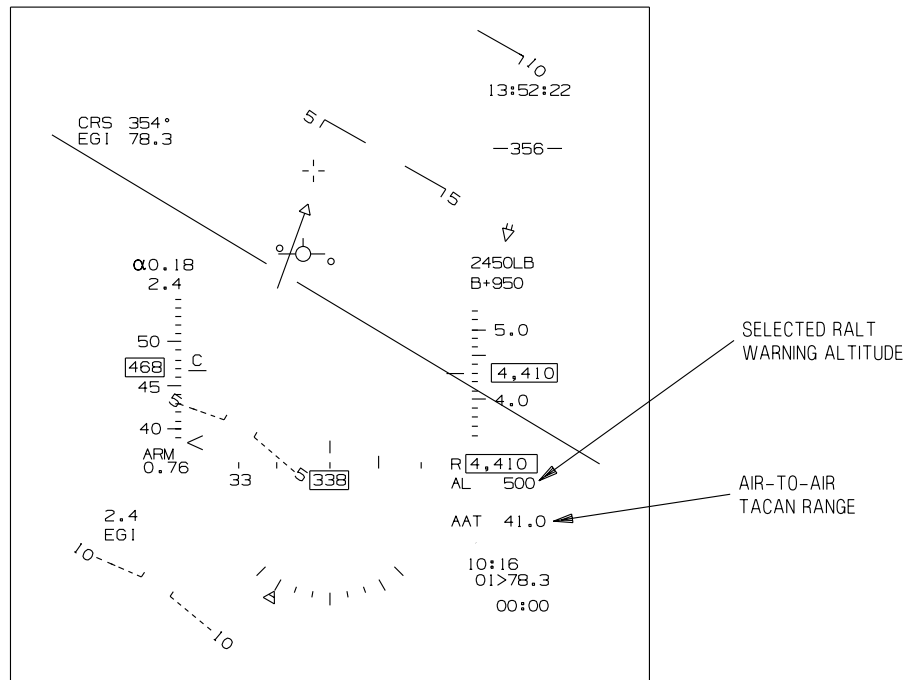 10
13:52:22
CRS 354°
EGI 78.3
5
356
5
α0.18
2.4
2450LB
B+950
50
5.0
468
C
4,410
45
5
4.0
40
ARM
0.76
33
5
338
R 4,410
AL 500
AAT 41.0
2.4
EGI
10
10:16
01>78.3
00:00
10
SELECTED RALT
WARNING ALTITUDE
AIR-TO-AIR
TACAN RANGE